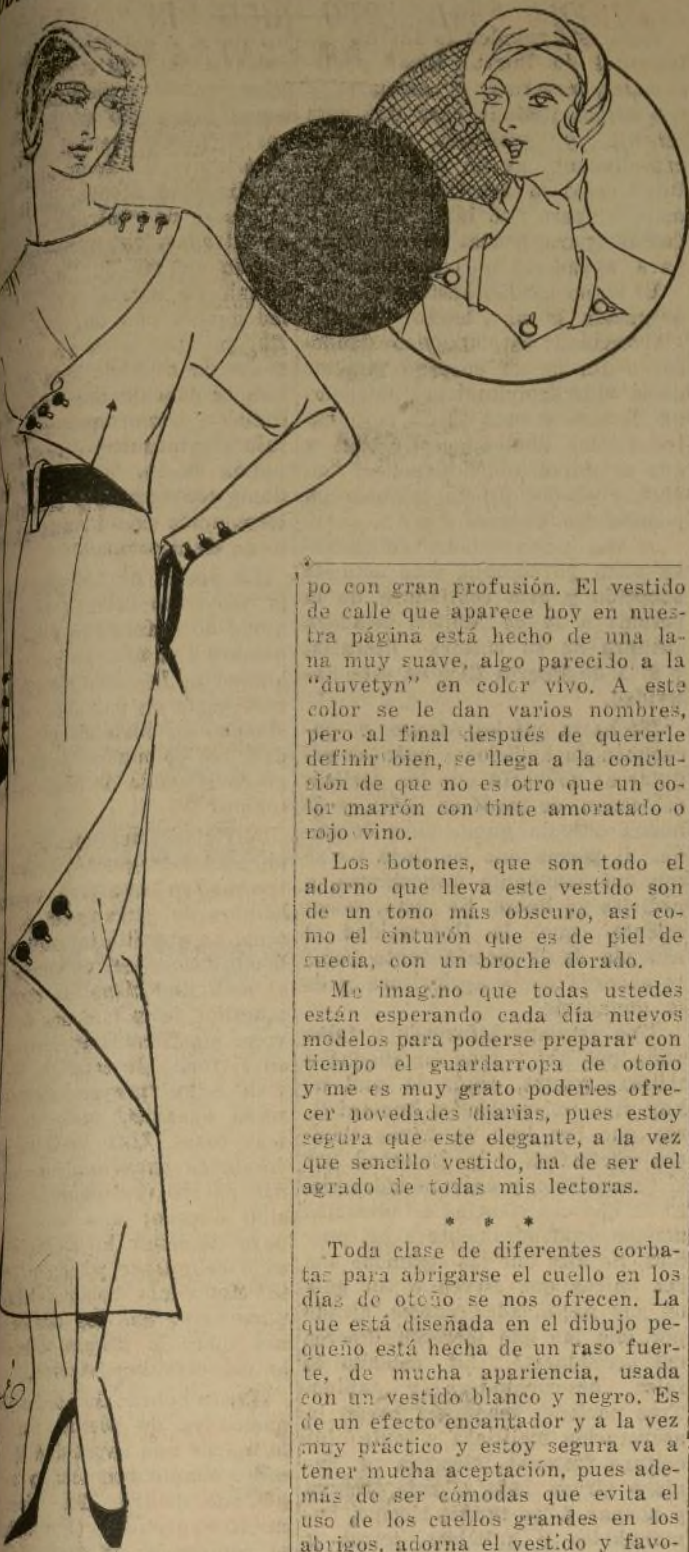 po con gran profusión. El vestido
de calle que aparece hoy en nues-
tra página está hecho de una la-
na muy suave, algo parecido a la
"duvetyn" en color vivo. A este
color se le dan varios nombres,
pero al final después de quererle
definir bien, se llega a la conclu-
sión de que no es otro que un co-
lor marrón con tinte amoratado o
rojo vino.
Los botones, que son todo el
adorno que lleva este vestido son
de un tono más obscuro, así co-
mo el cinturón que es de piel de
suecia, con un broche dorado.
Me imagino que todas ustedes
están esperando cada día nuevos
modelos para poderse preparar con
tiempo el guardarropa de otoño
y me es muy grato poderles ofre-
cer novedades diarias, pues estoy
segura que este elegante, a la vez
que sencillo vestido, ha de ser del
agrado de todas mis lectoras.
* * *
Toda clase de diferentes corba-
tas para abrigarse el cuello en los
días de otoño se nos ofrecen. La
que está diseñada en el dibujo pe-
queño está hecha de un raso fuer-
te, de mucha apariencia, usada
con un vestido blanco y negro. Es
de un efecto encantador y a la vez
muy práctico y estoy segura va a
tener mucha aceptación, pues ade-
más de ser cómodas que evita el
uso de los cuellos grandes en los
abrigos, adorna el vestido y favo-